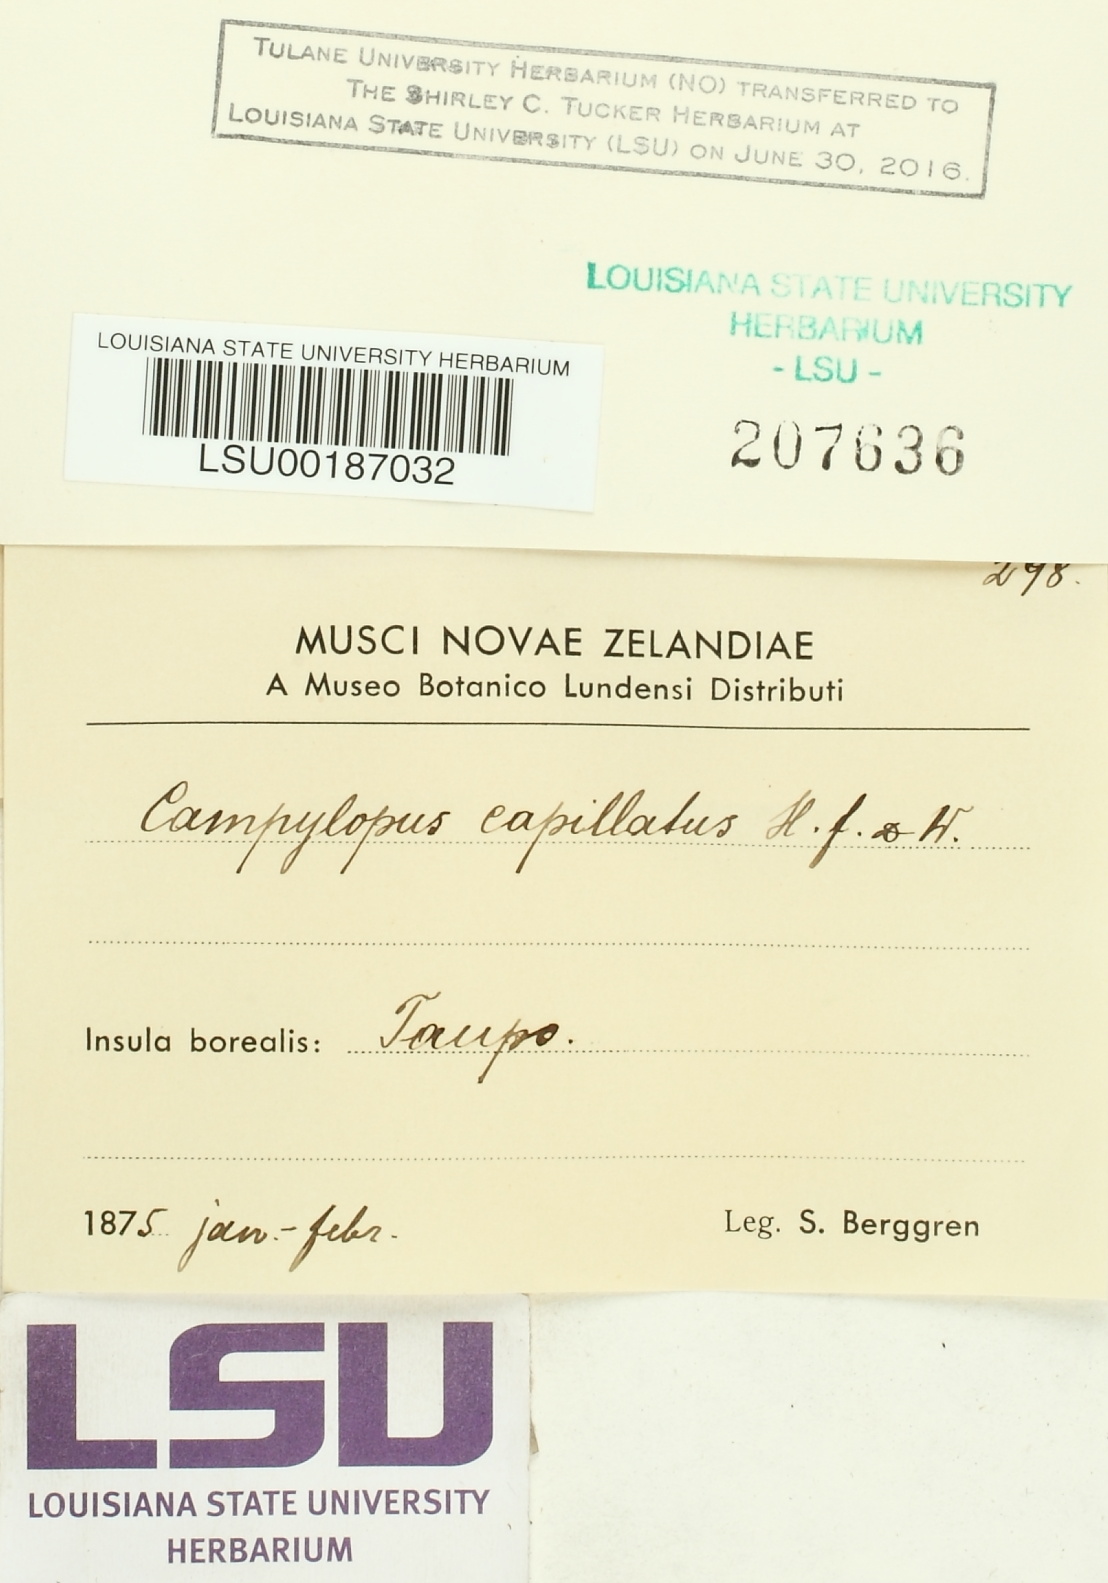 TULANE UNIVERSITY HERBARIUM (NO) TRANSFERRED TO
THE SHIRLEY C. TUCKER HERBARIUM AT
LOUISIANA STATE UNIVERSITY (LSU) ON JUNE 30, 2016.
LOUISIANA STATE UNIVERSITY
HERBARIUM
- LSU -
207636
LOUISIANA STATE UNIVERSITY HERBARIUM
LSU00187032
298.
MUSCI NOVAE ZELANDIAE
A Museo Botanico Lundensi Distributi
Campylopus capillatus H. f. & W.
Insula borealis: Taupo.
1875 jan.-febr.
Leg. S. Berggren
LSU
LOUISIANA STATE UNIVERSITY
HERBARIUM